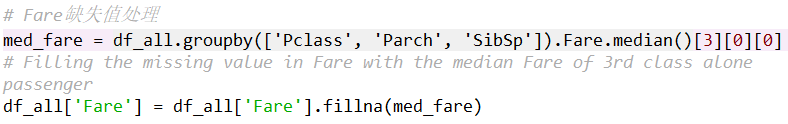 # Fare缺失值处理
med_fare = df_all.groupby(['Pclass', 'Parch', 'SibSp']).Fare.median()[3][0][0]
# Filling the missing value in Fare with the median Fare of 3rd class alone
passenger
df_all['Fare'] = df_all['Fare'].fillna(med_fare)